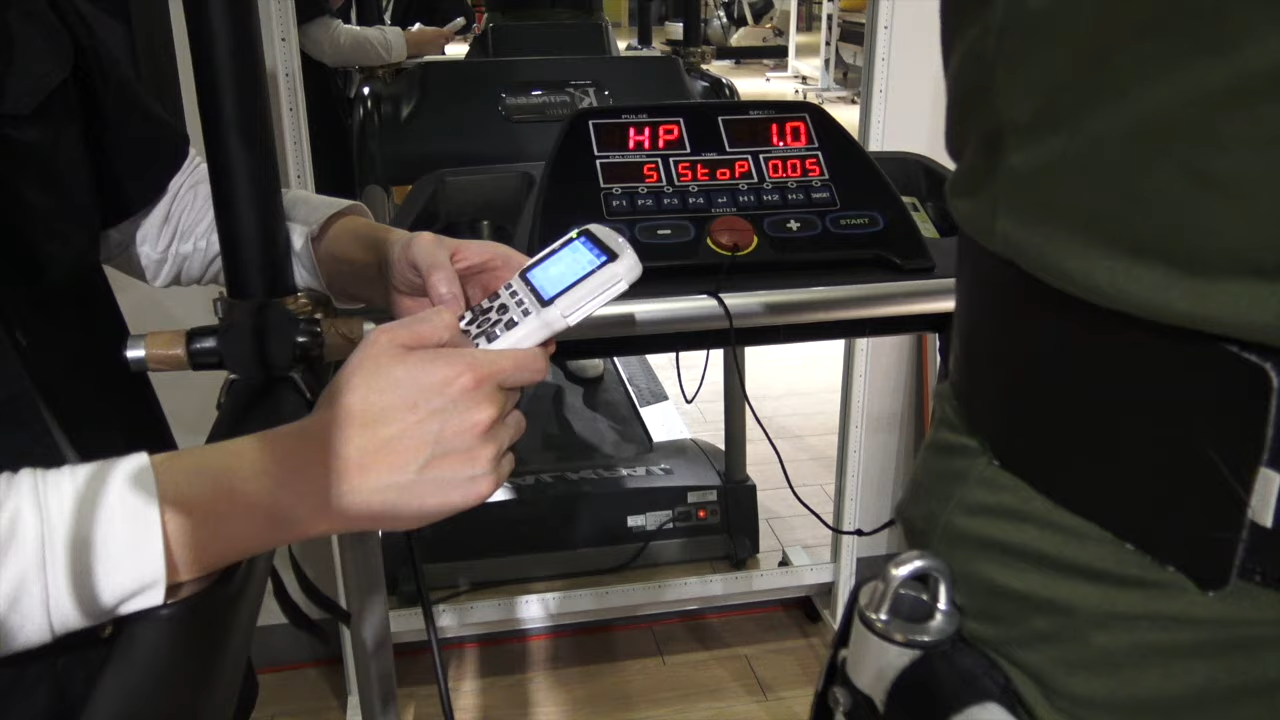 PULSE
SPEED
HP
1.0
CALORIES
TIME
DISTANCE
5
StoP
0.05
P1 P2 P3 P4 ↵ H1 H2 H3
ENTER
-
+
START
FITNESS